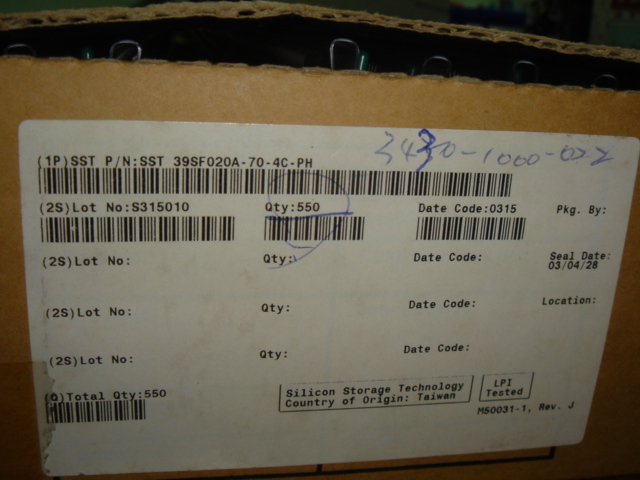 3430-1000-022
(1P)SST P/N:SST 39SF020A-70-4C-PH
(2S)Lot No:S315010 Qty:550 Date Code:0315 Pkg. By:
(2S)Lot No: Qty: Date Code: Seal Date:
03/04/28
(2S)Lot No: Qty: Date Code: Location:
(2S)Lot No: Qty: Date Code:
(Q)Total Qty:550
Silicon Storage Technology
Country of Origin: Taiwan
LPI
Tested
M50031-1, Rev. J